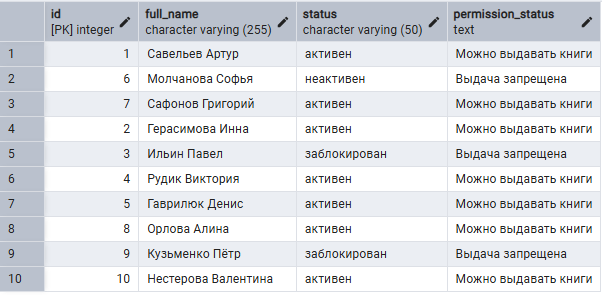 id full_name status permission_status
[PK] integer character varying (255) character varying (50) text
1 1 Савельев Артур активен Можно выдавать книги
2 6 Молчанова Софья неактивен Выдача запрещена
3 7 Сафонов Григорий активен Можно выдавать книги
4 2 Герасимова Инна активен Можно выдавать книги
5 3 Ильин Павел заблокирован Выдача запрещена
6 4 Рудик Виктория активен Можно выдавать книги
7 5 Гаврилюк Денис активен Можно выдавать книги
8 8 Орлова Алина активен Можно выдавать книги
9 9 Кузьменко Пётр заблокирован Выдача запрещена
10 10 Нестерова Валентина активен Можно выдавать книги